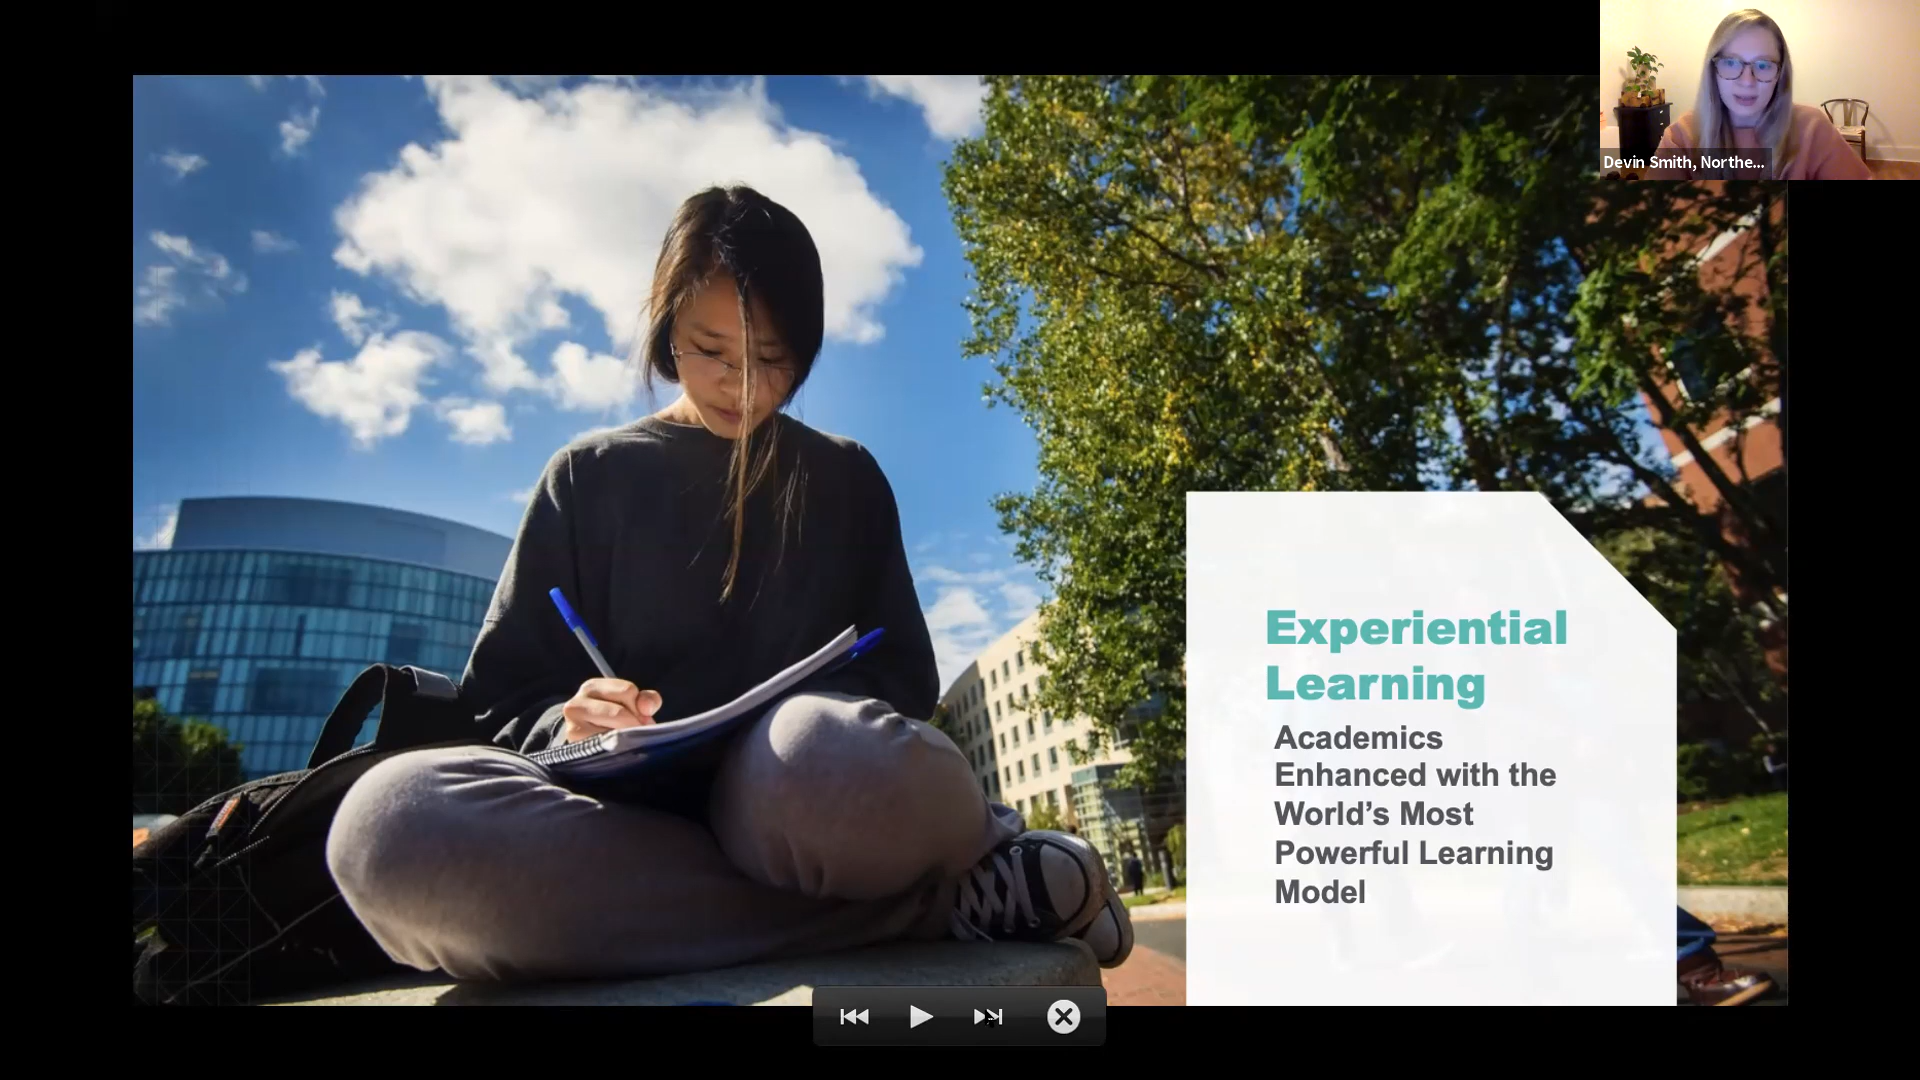 Devin Smith, Northe...
Experiential
Learning
Academics
Enhanced with the
World’s Most
Powerful Learning
Model